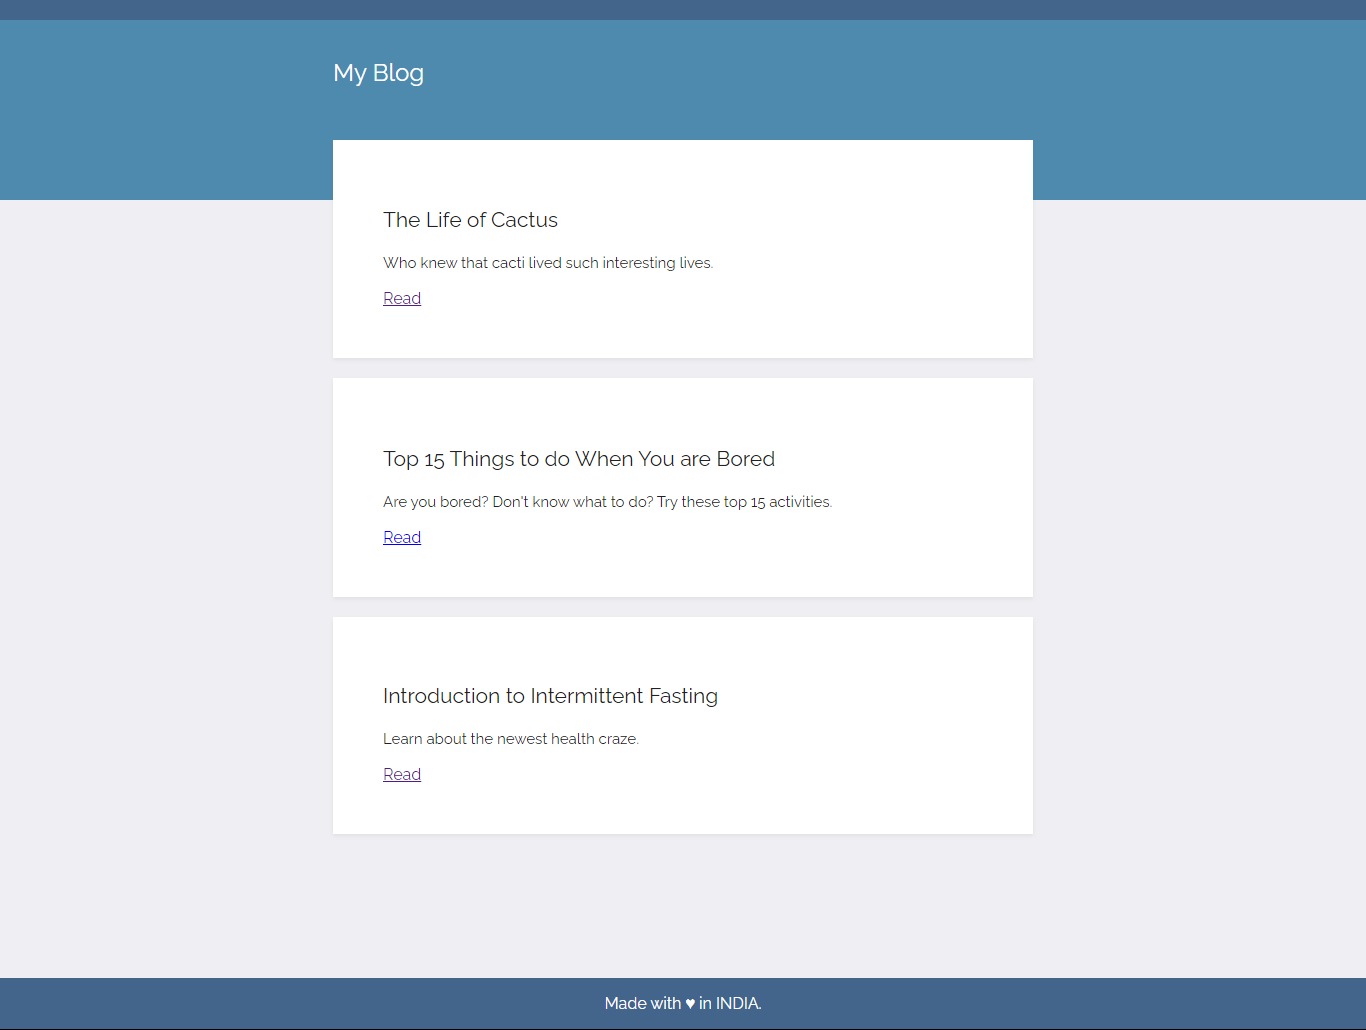 My Blog
The Life of Cactus
Who knew that cacti lived such interesting lives.
Read
Top 15 Things to do When You are Bored
Are you bored? Don't know what to do? Try these top 15 activities.
Read
Introduction to Intermittent Fasting
Learn about the newest health craze.
Read
Made with ♥ in INDIA.